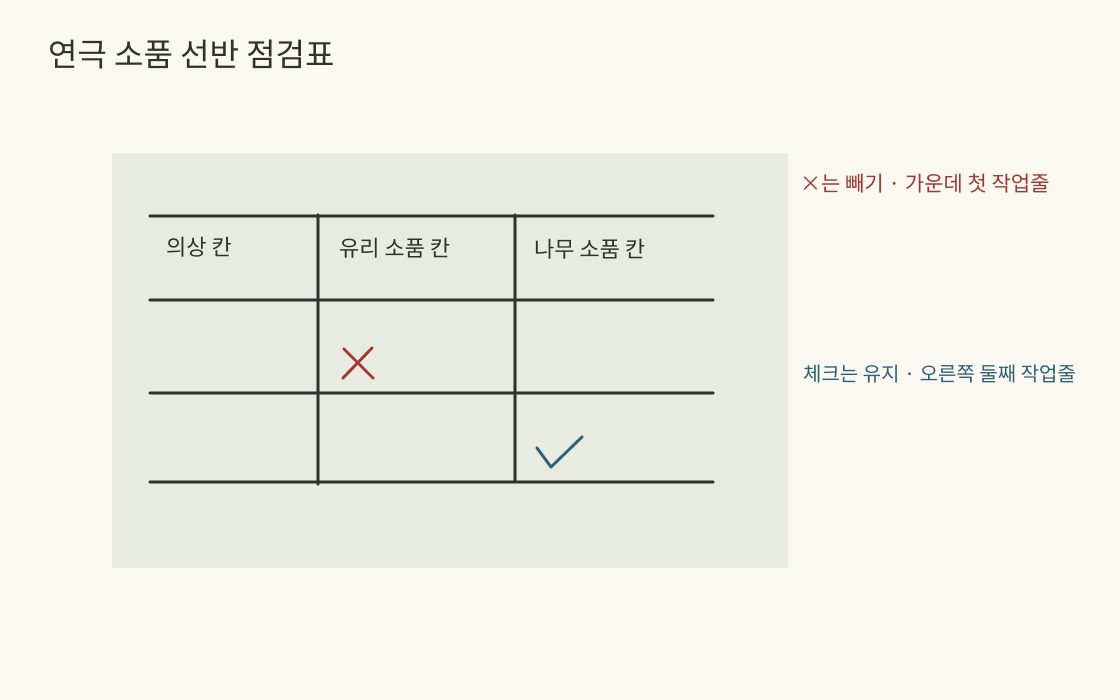 연극 소품 선반 점검표
×는 빼기 · 가운데 첫 작업줄
의상 칸
유리 소품 칸
나무 소품 칸
체크는 유지 · 오른쪽 둘째 작업줄